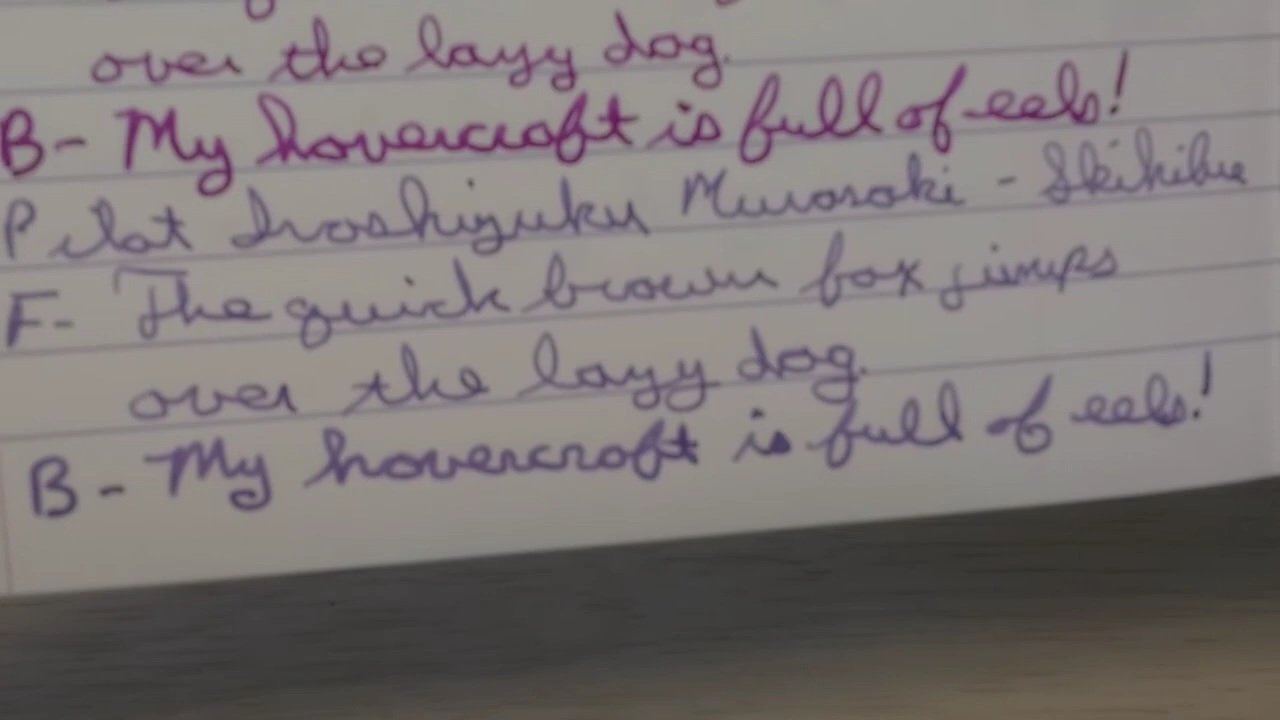 over the lazy dog.
B- My hovercraft is full of eels!
Pilot Iroshizuku Murasaki - Shikibu
F- The quick brown fox jumps
over the lazy dog.
B- My hovercraft is full of eels!